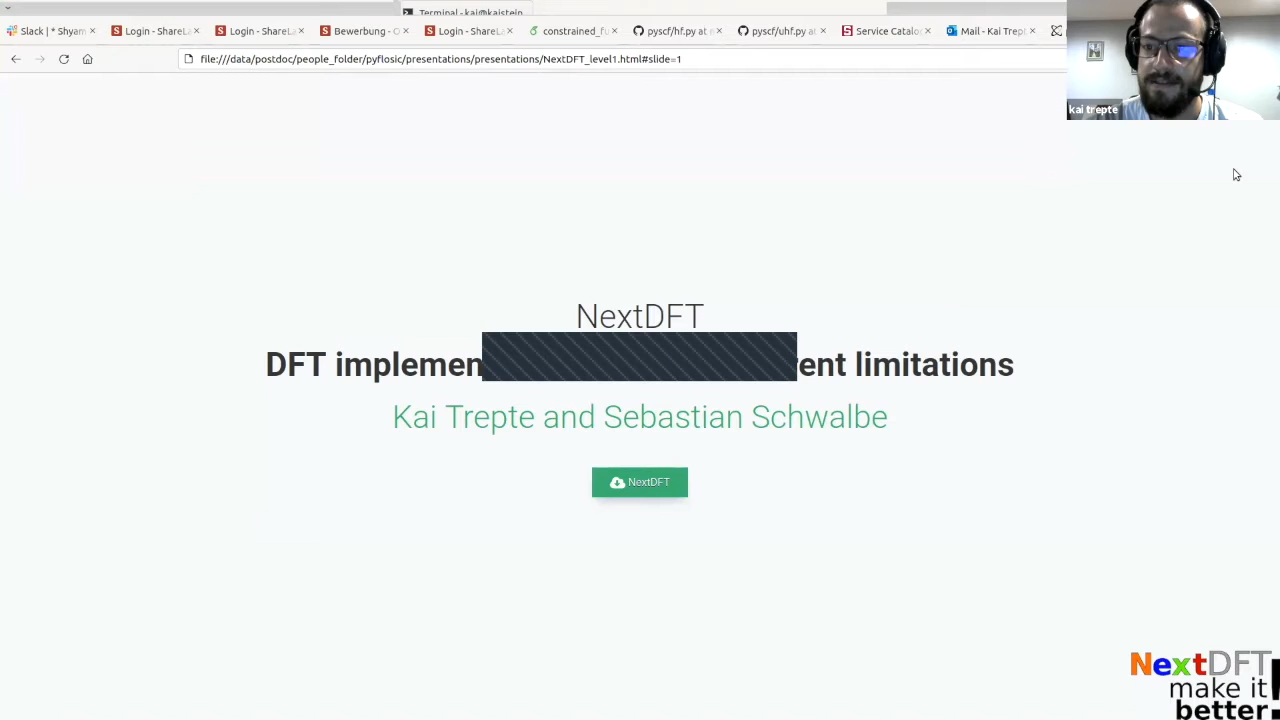 Terminal - kai@kaistein
Slack | * Shyam
Login - ShareLa
Login - ShareLa
Bewerbung - O
Login - ShareLa
constrained_fu
pyscf/hf.py at m
pyscf/uhf.py at
Service Catalo
Mail - Kai Trept
file:///data/postdoc/people_folder/pyflosic/presentations/presentations/NextDFT_level1.html#slide=1
kai trepte
NextDFT
DFT implemen ent limitations
Kai Trepte and Sebastian Schwalbe
NextDFT
NextDFT
make it
better!